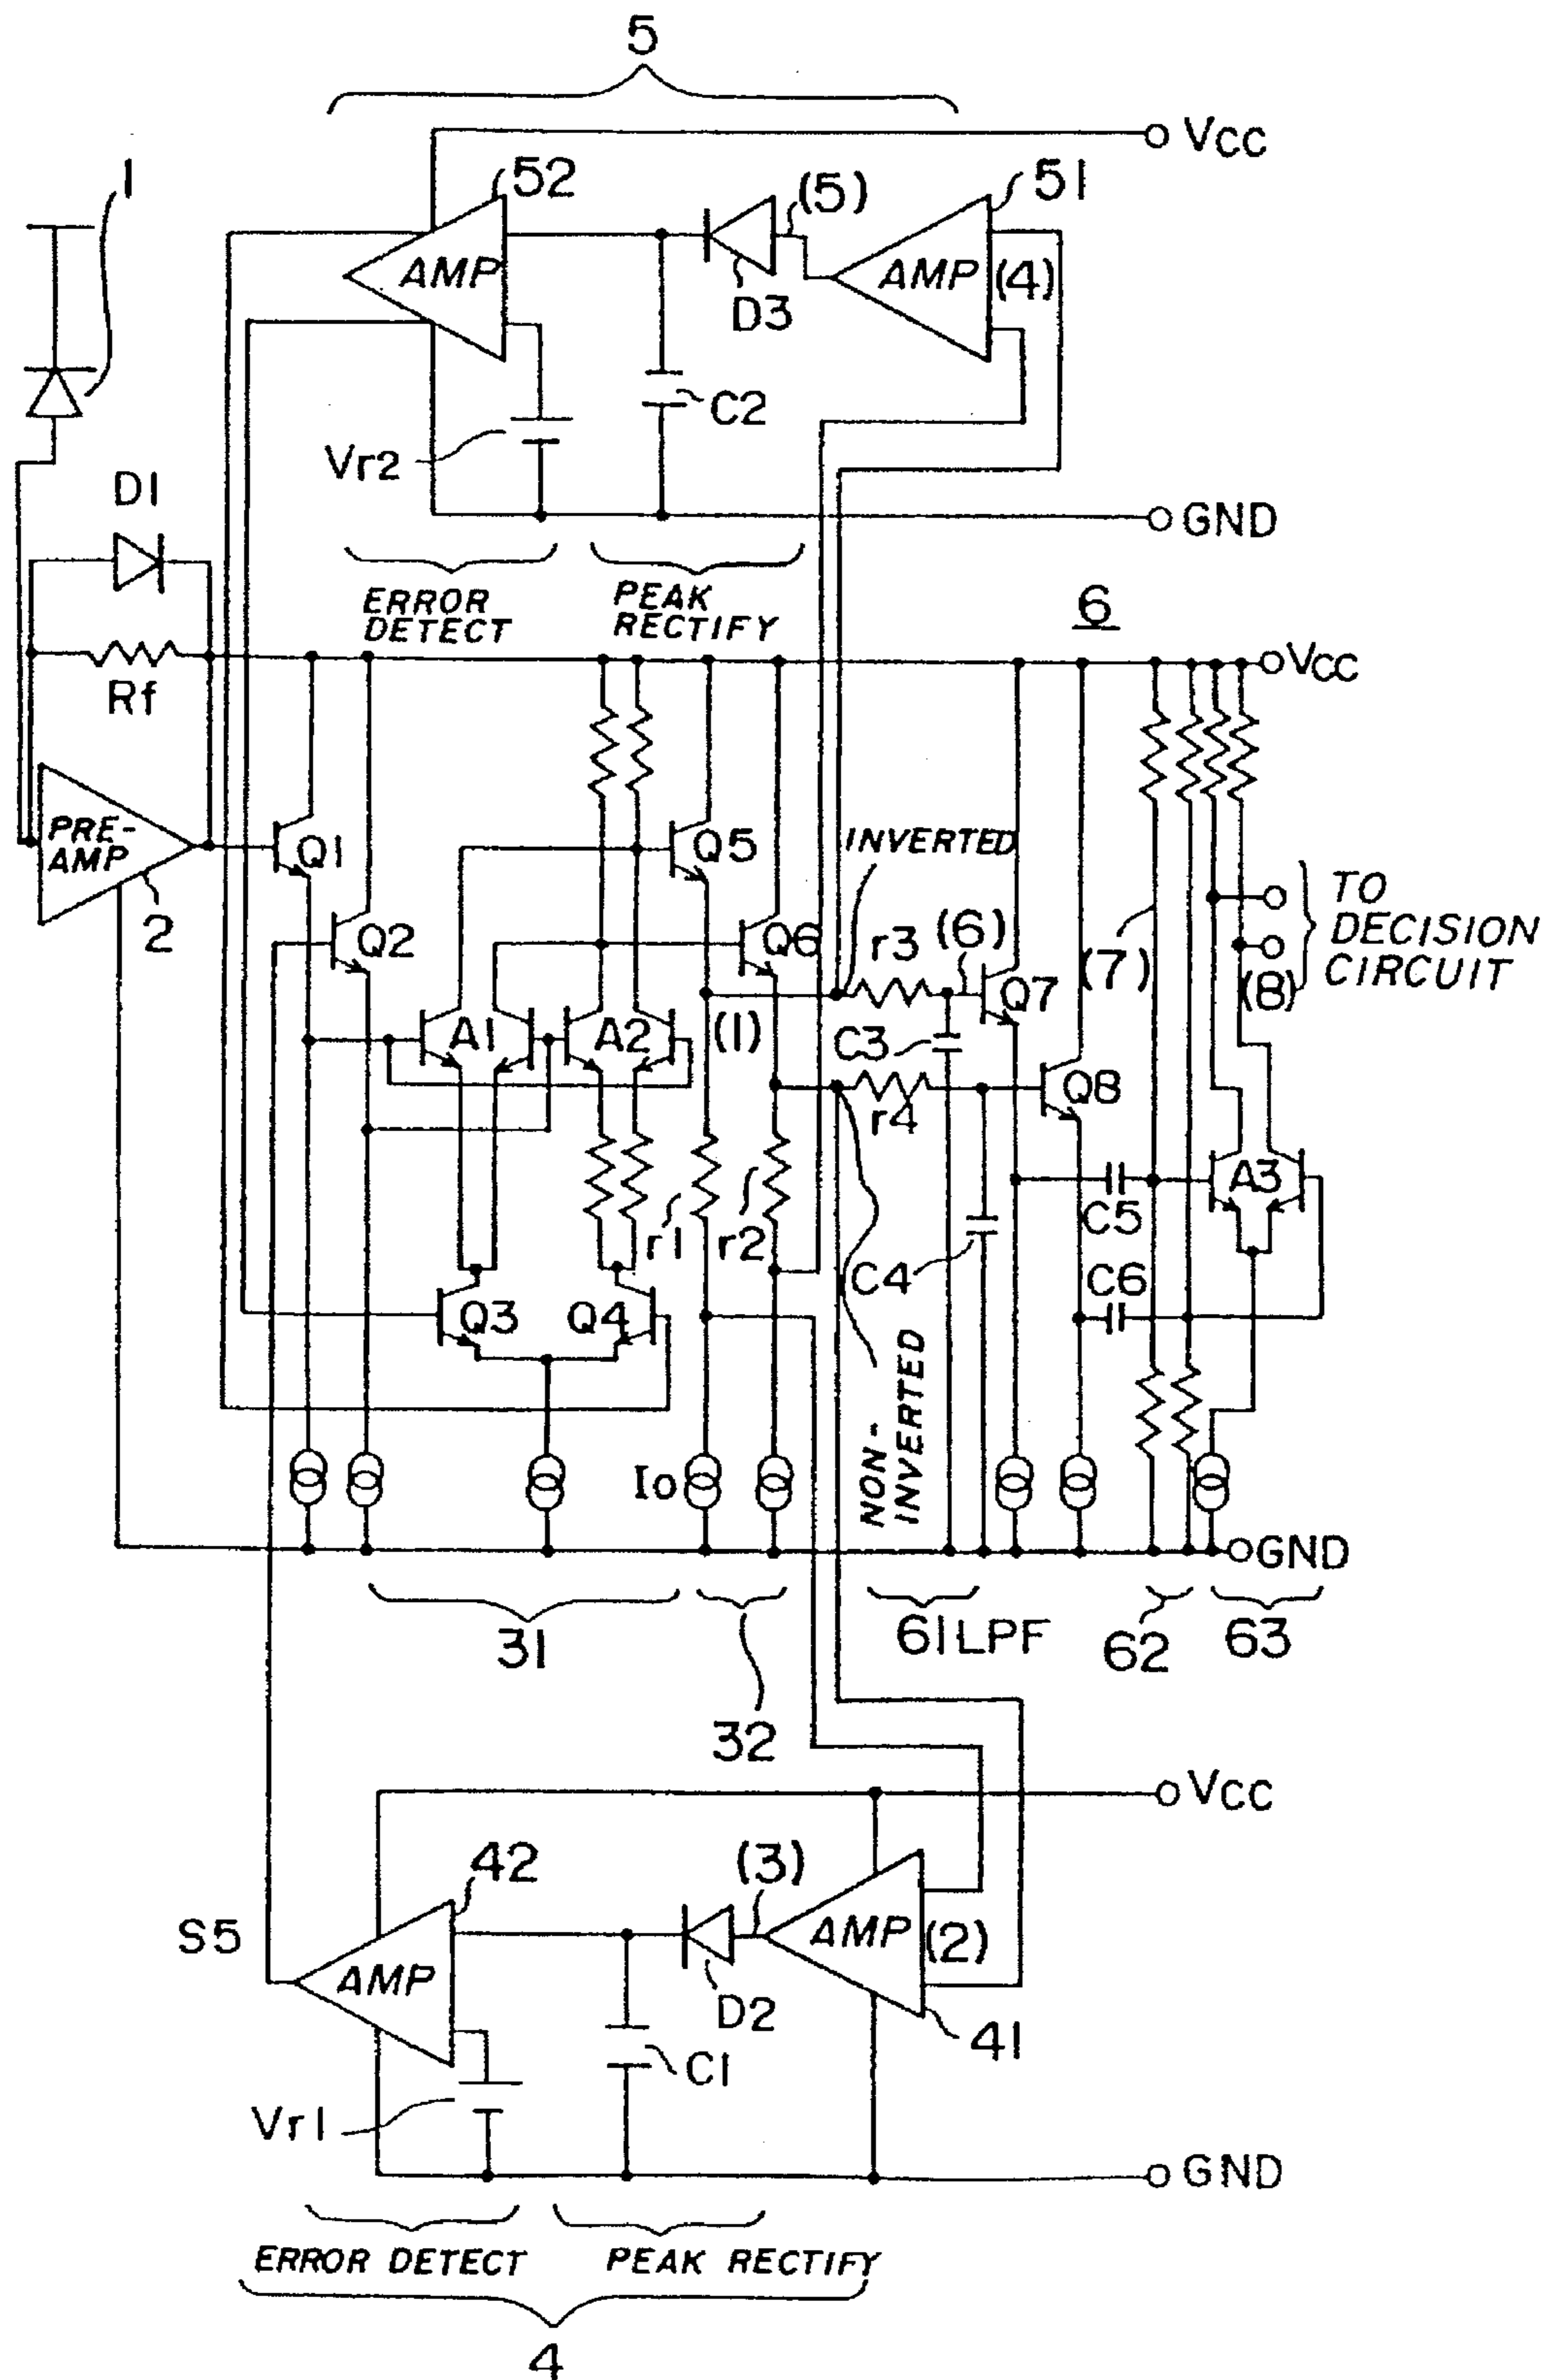 5
VCC
1
52
(5)
51
AMP
D3
AMP
(4)
Vr2
C2
D1
GND
ERROR
DETECT
PEAK
RECTIFY
6
Rf
VCC
PRE-
AMP
2
Q1
Q5
INVERTED
Q2
Q6
r3
(6)
Q7
(7)
(8)
TO
DECISION
CIRCUIT
A1
A2
(1)
C3
r4
Q8
A3
r1
r2
C4
C5
C6
Q3
Q4
NON-
INVERTED
Io
GND
31
32
61 LPF
62
63
VCC
42
(3)
S5
AMP
AMP
(2)
D2
41
C1
Vr1
GND
ERROR DETECT
PEAK RECTIFY
4